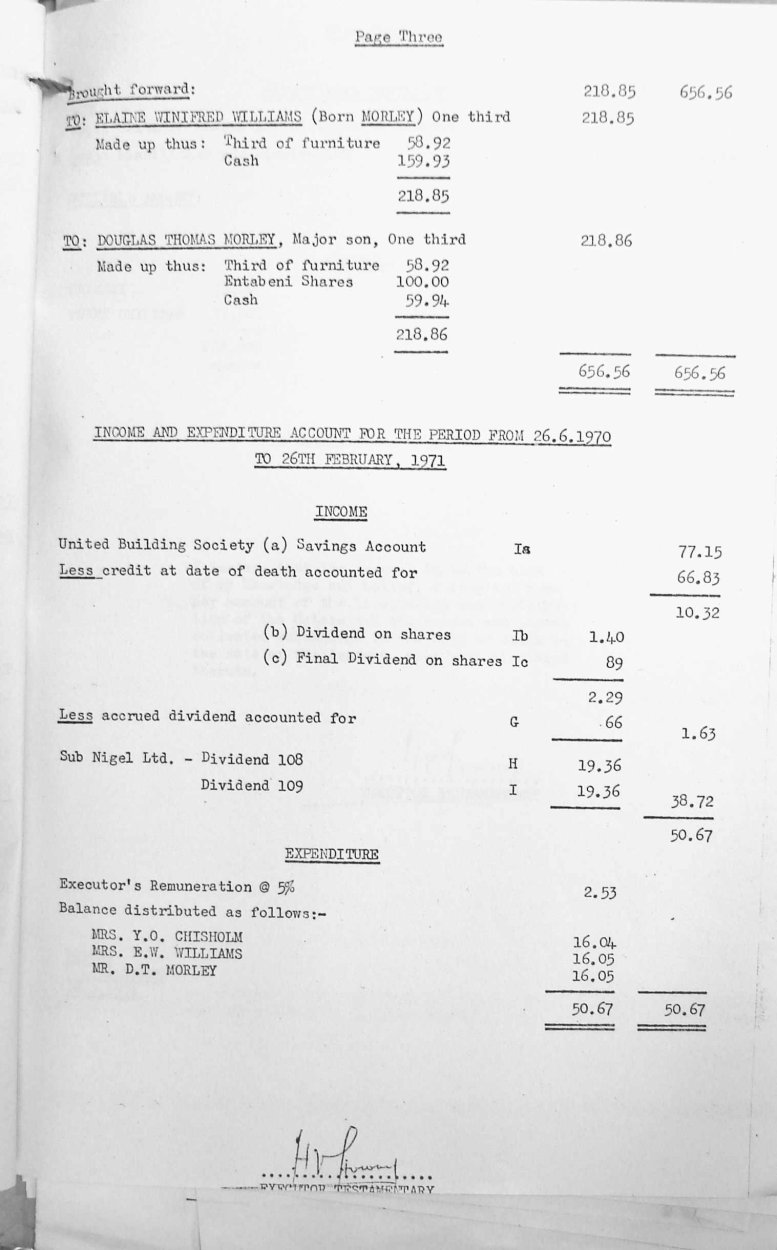 Page Three
Brought forward: 218.85 656.56
TO: ELAINE WINIFRED WILLIAMS (Born MORLEY) One third 218.85
Made up thus: Third of furniture 58.92
Cash 159.93
218.85
TO: DOUGLAS THOMAS MORLEY, Major son, One third 218.86
Made up thus: Third of furniture 58.92
Entabeni Shares 100.00
Cash 59.94
218.86
656.56 656.56
INCOME AND EXPENDITURE ACCOUNT FOR THE PERIOD FROM 26.6.1970
TO 26TH FEBRUARY, 1971
INCOME
United Building Society (a) Savings Account Ia 77.15
Less credit at date of death accounted for 66.83
10.32
(b) Dividend on shares Ib 1.40
(c) Final Dividend on shares Ic 89
2.29
Less accrued dividend accounted for G .66 1.63
Sub Nigel Ltd. - Dividend 108 H 19.36
Dividend 109 I 19.36 38.72
50.67
EXPENDITURE
Executor's Remuneration @ 5% 2.53
Balance distributed as follows:-
MRS. Y.O. CHISHOLM 16.04
MRS. E.W. WILLIAMS 16.05
MR. D.T. MORLEY 16.05
50.67 50.67
EXECUTOR TESTAMENTARY